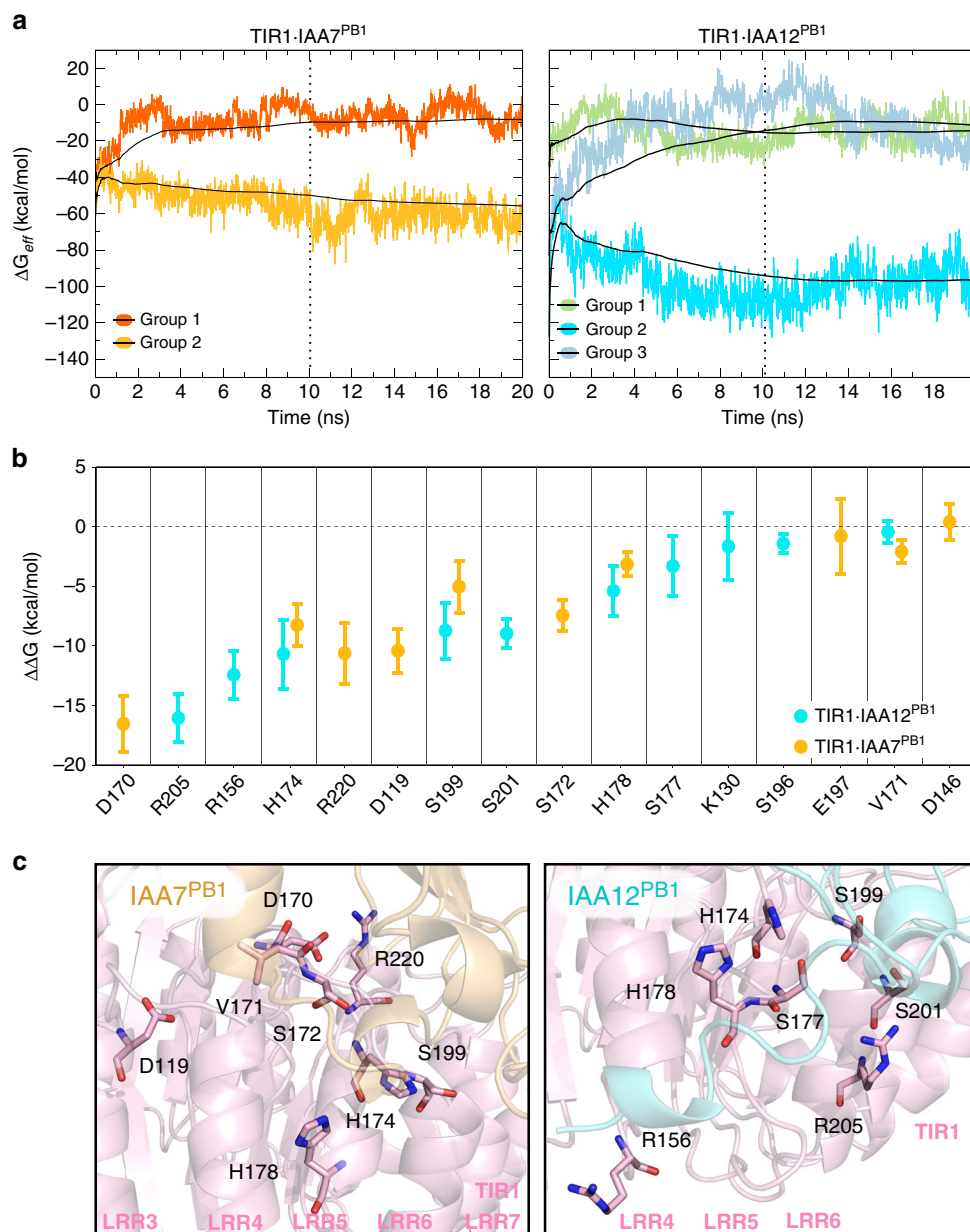 a
TIR1·IAA7PB1
TIR1·IAA12PB1
20
0
−20
−40
−60
−80
−100
−120
−140
ΔGeff (kcal/mol)
Group 1
Group 2
Group 1
Group 2
Group 3
0 2 4 6 8 10 12 14 16 18 20
0 2 4 6 8 10 12 14 16 18
Time (ns)
Time (ns)
b
5
0
−5
−10
−15
−20
ΔΔG (kcal/mol)
TIR1·IAA12PB1
TIR1·IAA7PB1
D170 R205 R156 H174 R220 D119 S199 S201 S172 H178 S177 K130 S196 E197 V171 D146
c
IAA7PB1
D170
R220
V171
S172
D119
S199
H174
H178
TIR1
LRR3 LRR4 LRR5 LRR6 LRR7
IAA12PB1
S199
H174
H178
S177
S201
R205
R156
TIR1
LRR4 LRR5 LRR6